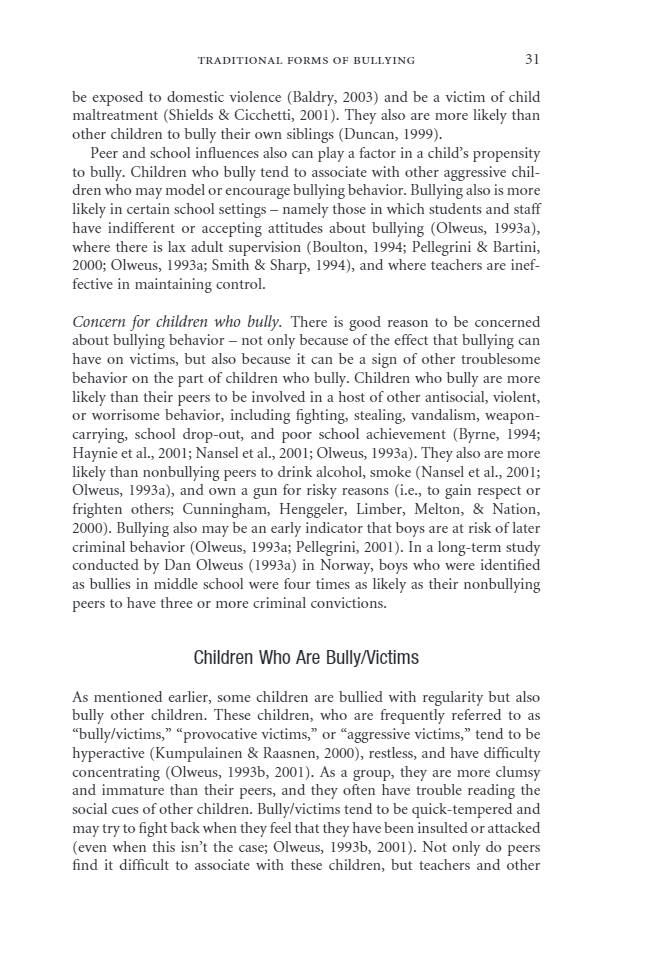 TRADITIONAL FORMS OF BULLYING 31
be exposed to domestic violence (Baldry, 2003) and be a victim of child
maltreatment (Shields & Cicchetti, 2001). They also are more likely than
other children to bully their own siblings (Duncan, 1999).
Peer and school influences also can play a factor in a child's propensity
to bully. Children who bully tend to associate with other aggressive chil-
dren who may model or encourage bullying behavior. Bullying also is more
likely in certain school settings – namely those in which students and staff
have indifferent or accepting attitudes about bullying (Olweus, 1993a),
where there is lax adult supervision (Boulton, 1994; Pellegrini & Bartini,
2000; Olweus, 1993a; Smith & Sharp, 1994), and where teachers are inef-
fective in maintaining control.
Concern for children who bully. There is good reason to be concerned
about bullying behavior – not only because of the effect that bullying can
have on victims, but also because it can be a sign of other troublesome
behavior on the part of children who bully. Children who bully are more
likely than their peers to be involved in a host of other antisocial, violent,
or worrisome behavior, including fighting, stealing, vandalism, weapon-
carrying, school drop-out, and poor school achievement (Byrne, 1994;
Haynie et al., 2001; Nansel et al., 2001; Olweus, 1993a). They also are more
likely than nonbullying peers to drink alcohol, smoke (Nansel et al., 2001;
Olweus, 1993a), and own a gun for risky reasons (i.e., to gain respect or
frighten others; Cunningham, Henggeler, Limber, Melton, & Nation,
2000). Bullying also may be an early indicator that boys are at risk of later
criminal behavior (Olweus, 1993a; Pellegrini, 2001). In a long-term study
conducted by Dan Olweus (1993a) in Norway, boys who were identified
as bullies in middle school were four times as likely as their nonbullying
peers to have three or more criminal convictions.
Children Who Are Bully/Victims
As mentioned earlier, some children are bullied with regularity but also
bully other children. These children, who are frequently referred to as
“bully/victims,” “provocative victims,” or “aggressive victims,” tend to be
hyperactive (Kumpulainen & Raasnen, 2000), restless, and have difficulty
concentrating (Olweus, 1993b, 2001). As a group, they are more clumsy
and immature than their peers, and they often have trouble reading the
social cues of other children. Bully/victims tend to be quick-tempered and
may try to fight back when they feel that they have been insulted or attacked
(even when this isn't the case; Olweus, 1993b, 2001). Not only do peers
find it difficult to associate with these children, but teachers and other